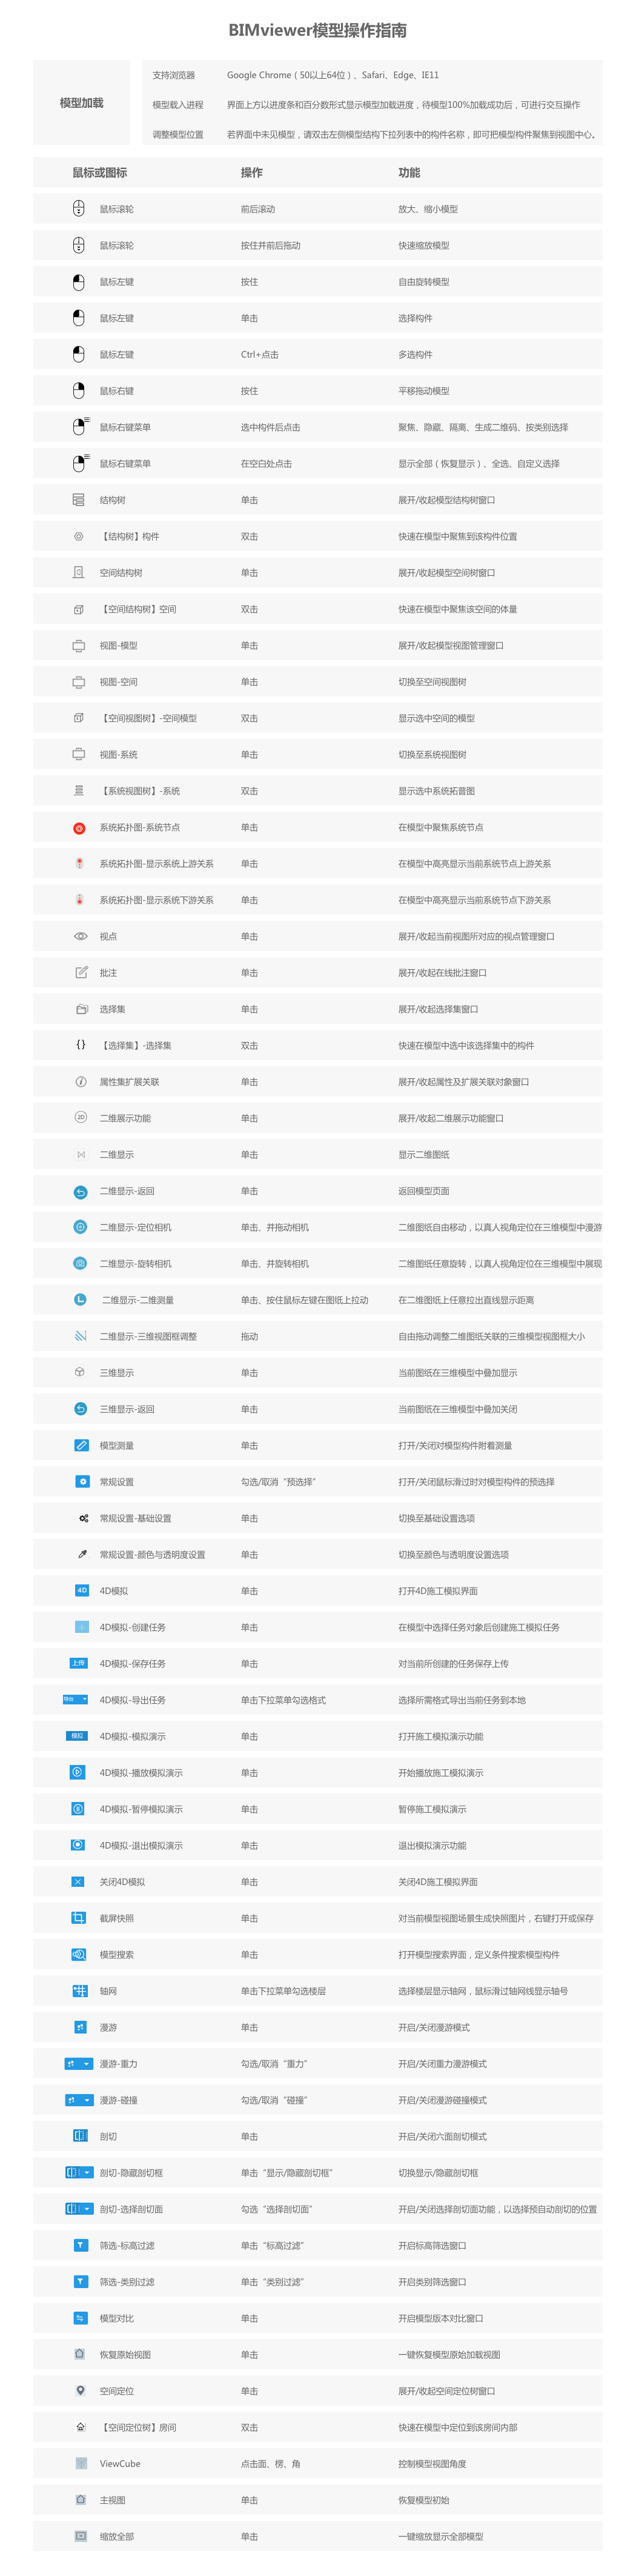 BIMviewer模型操作指南
模型加载
支持浏览器 Google Chrome（50以上64位）、Safari、Edge、IE11
模型载入进程 界面上方以进度条和百分数形式显示模型加载进度，待模型100%加载成功后，可进行交互操作
调整模型位置 若界面中未见模型，请双击左侧模型结构下拉列表中的构件名称，即可把模型构件聚焦到视图中心。
鼠标或图标 操作 功能
鼠标滚轮 前后滚动 放大、缩小模型
鼠标滚轮 按住并前后拖动 快速缩放模型
鼠标左键 按住 自由旋转模型
鼠标左键 单击 选择构件
鼠标左键 Ctrl+点击 多选构件
鼠标右键 按住 平移拖动模型
鼠标右键菜单 选中构件后点击 聚焦、隐藏、隔离、生成二维码、按类别选择
鼠标右键菜单 在空白处点击 显示全部（恢复显示）、全选、自定义选择
结构树 单击 展开/收起模型结构树窗口
【结构树】构件 双击 快速在模型中聚焦到该构件位置
空间结构树 单击 展开/收起模型空间树窗口
【空间结构树】空间 双击 快速在模型中聚焦该空间的体量
视图-模型 单击 展开/收起模型视图管理窗口
视图-空间 单击 切换至空间视图树
【空间视图树】-空间模型 双击 显示选中空间的模型
视图-系统 单击 切换至系统视图树
【系统视图树】-系统 双击 显示选中系统拓普图
系统拓扑图-系统节点 单击 在模型中聚焦系统节点
系统拓扑图-显示系统上游关系 单击 在模型中高亮显示当前系统节点上游关系
系统拓扑图-显示系统下游关系 单击 在模型中高亮显示当前系统节点下游关系
视点 单击 展开/收起当前视图所对应的视点管理窗口
批注 单击 展开/收起在线批注窗口
选择集 单击 展开/收起选择集窗口
{} 【选择集】-选择集 双击 快速在模型中选中该选择集中的构件
属性集扩展关联 单击 展开/收起属性及扩展关联对象窗口
2D 二维展示功能 单击 展开/收起二维展示功能窗口
二维显示 单击 显示二维图纸
二维显示-返回 单击 返回模型页面
二维显示-定位相机 单击、并拖动相机 二维图纸自由移动，以真人视角定位在三维模型中漫游
二维显示-旋转相机 单击、并旋转相机 二维图纸任意旋转，以真人视角定位在三维模型中展现
二维显示-二维测量 单击、按住鼠标左键在图纸上拉动 在二维图纸上任意拉出直线显示距离
二维显示-三维视图框调整 拖动 自由拖动调整二维图纸关联的三维模型视图框大小
三维显示 单击 当前图纸在三维模型中叠加显示
三维显示-返回 单击 当前图纸在三维模型中叠加关闭
模型测量 单击 打开/关闭对模型构件附着测量
常规设置 勾选/取消“预选择” 打开/关闭鼠标滑过时对模型构件的预选择
常规设置-基础设置 单击 切换至基础设置选项
常规设置-颜色与透明度设置 单击 切换至颜色与透明度设置选项
4D 4D模拟 单击 打开4D施工模拟界面
4D模拟-创建任务 单击 在模型中选择任务对象后创建施工模拟任务
上传 4D模拟-保存任务 单击 对当前所创建的任务保存上传
导出 4D模拟-导出任务 单击下拉菜单勾选格式 选择所需格式导出当前任务到本地
模拟 4D模拟-模拟演示 单击 打开施工模拟演示功能
4D模拟-播放模拟演示 单击 开始播放施工模拟演示
4D模拟-暂停模拟演示 单击 暂停施工模拟演示
4D模拟-退出模拟演示 单击 退出模拟演示功能
关闭4D模拟 单击 关闭4D施工模拟界面
截屏快照 单击 对当前模型视图场景生成快照图片，右键打开或保存
模型搜索 单击 打开模型搜索界面，定义条件搜索模型构件
轴网 单击下拉菜单勾选楼层 选择楼层显示轴网，鼠标滑过轴网线显示轴号
漫游 单击 开启/关闭漫游模式
漫游-重力 勾选/取消“重力” 开启/关闭重力漫游模式
漫游-碰撞 勾选/取消“碰撞” 开启/关闭漫游碰撞模式
剖切 单击 开启/关闭六面剖切模式
剖切-隐藏剖切框 单击“显示/隐藏剖切框” 切换显示/隐藏剖切框
剖切-选择剖切面 勾选“选择剖切面” 开启/关闭选择剖切面功能，以选择预自动剖切的位置
筛选-标高过滤 单击“标高过滤” 开启标高筛选窗口
筛选-类别过滤 单击“类别过滤” 开启类别筛选窗口
模型对比 单击 开启模型版本对比窗口
恢复原始视图 单击 一键恢复模型原始加载视图
空间定位 单击 展开/收起空间定位树窗口
【空间定位树】房间 双击 快速在模型中定位到该房间内部
ViewCube 点击面、楞、角 控制模型视图角度
主视图 单击 恢复模型初始
缩放全部 单击 一键缩放显示全部模型